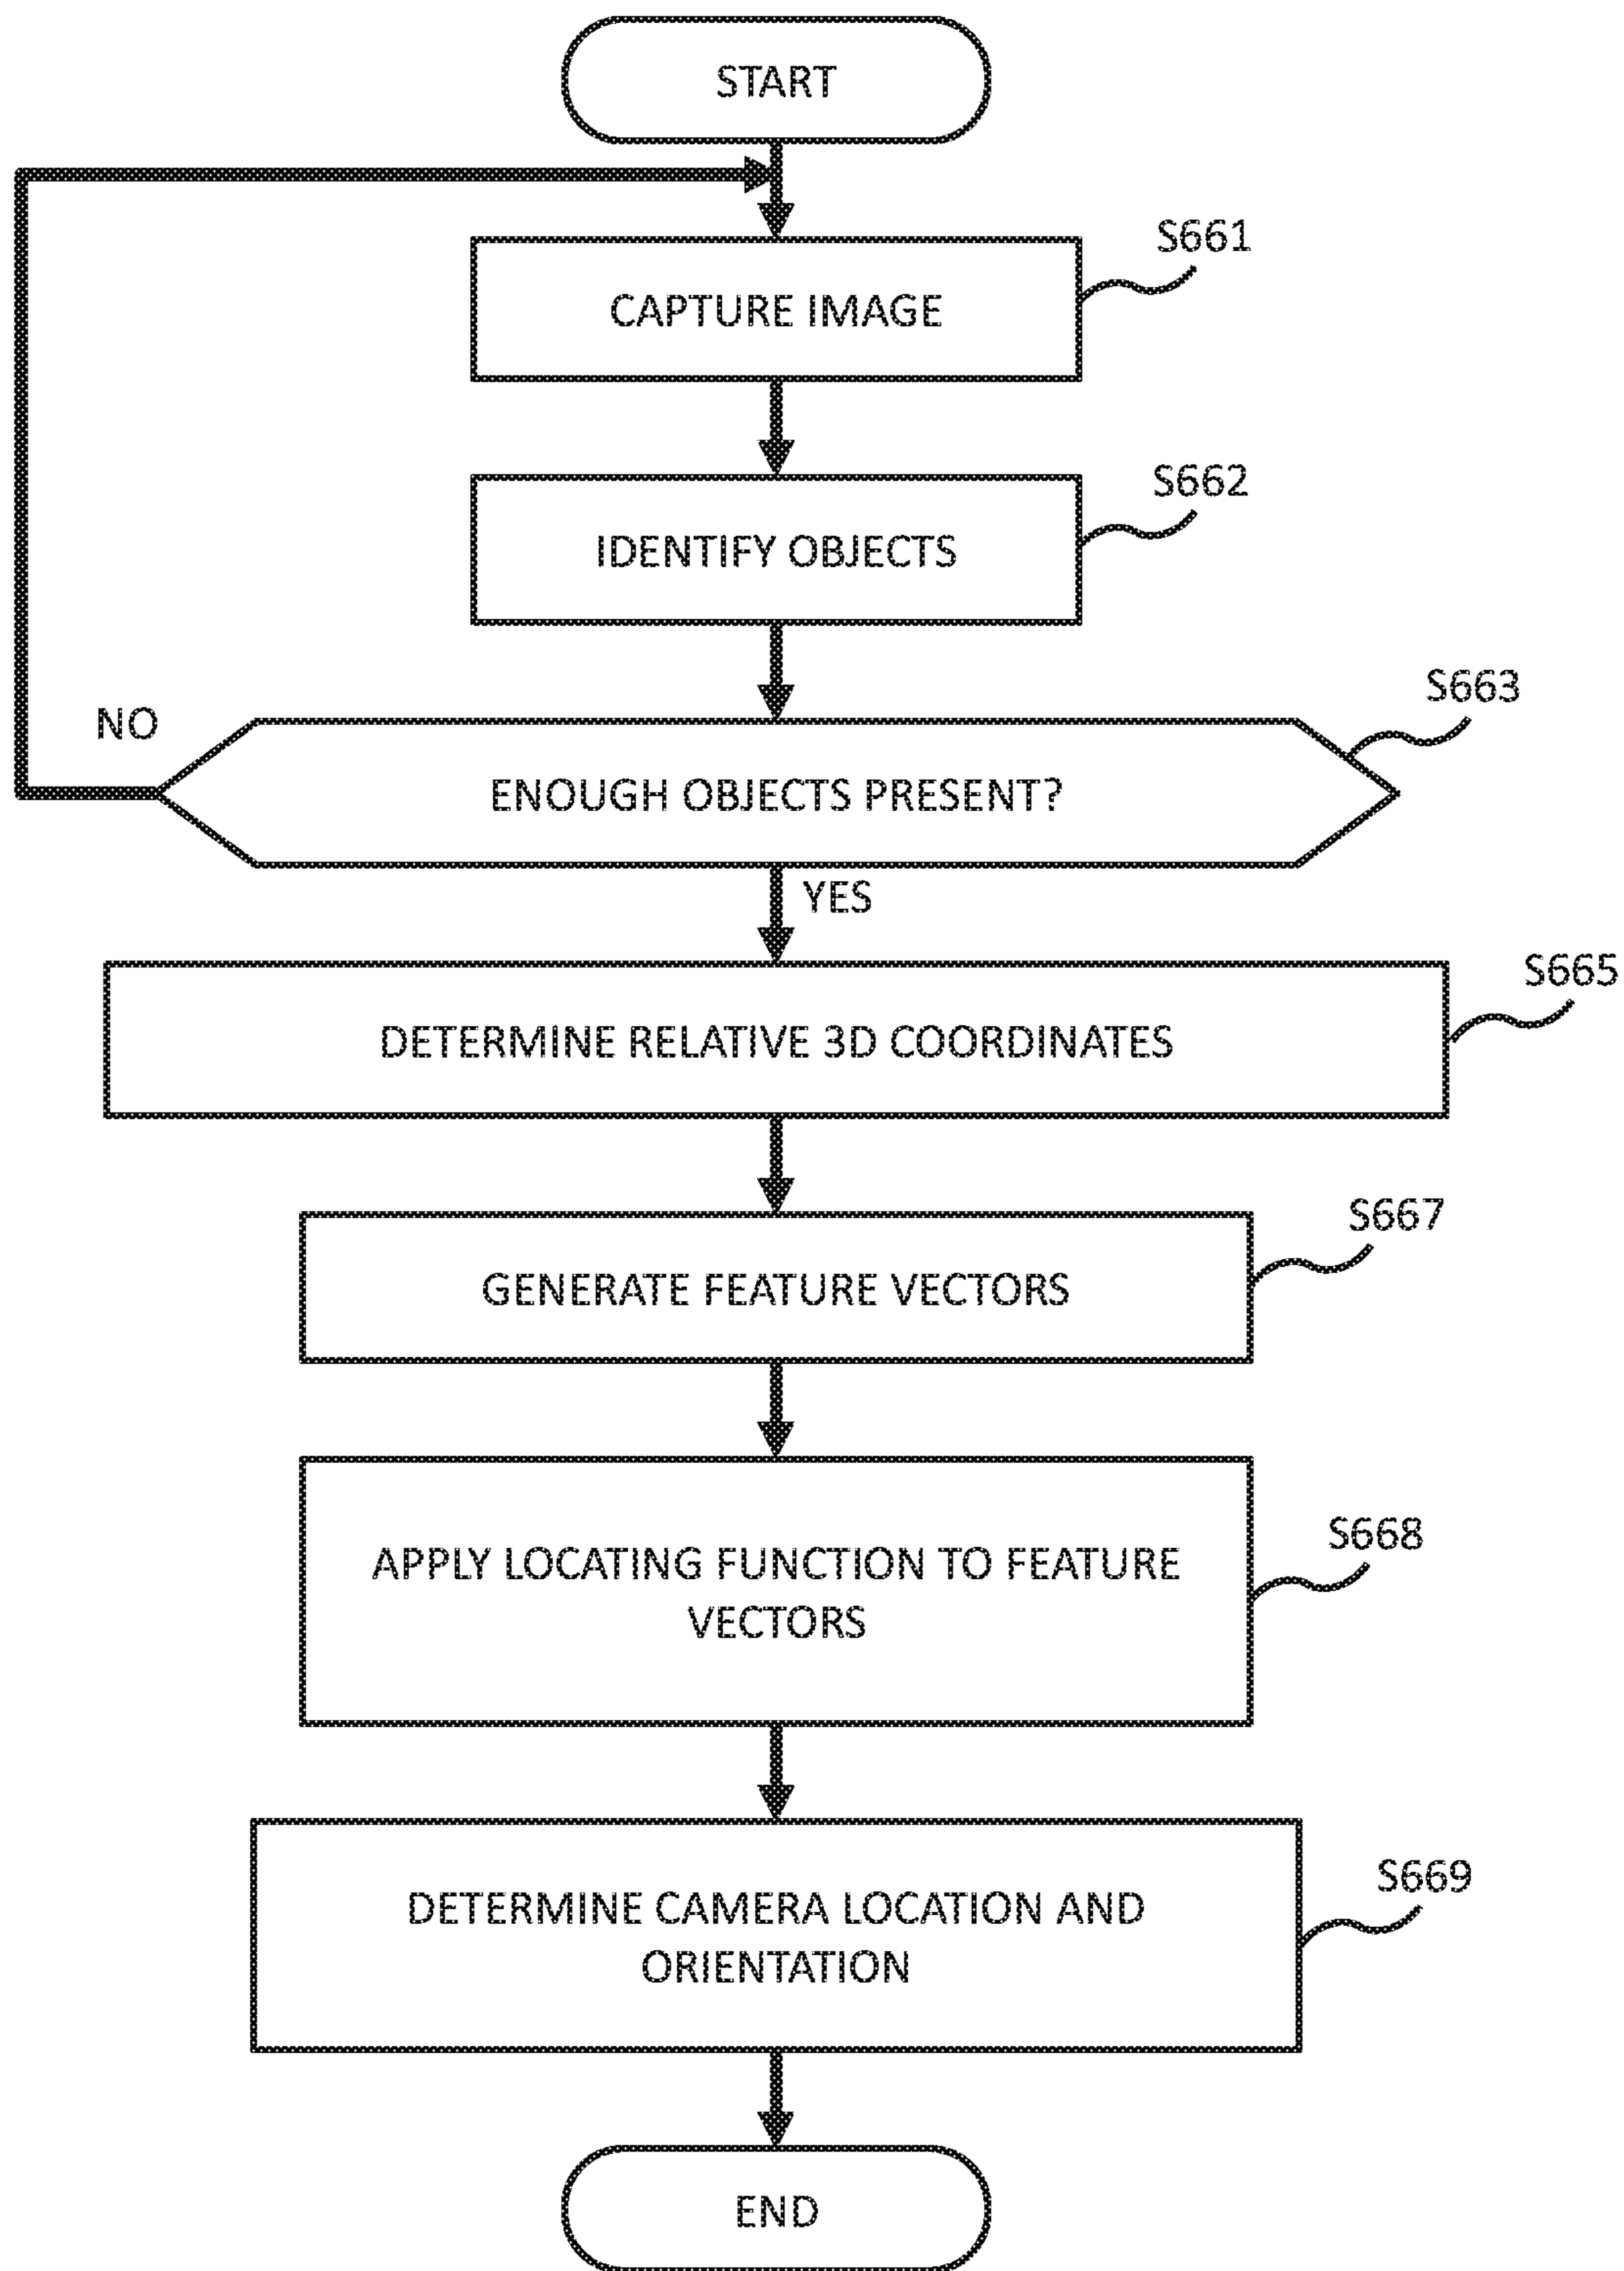 START
S661
CAPTURE IMAGE
S662
IDENTIFY OBJECTS
S663
NO
ENOUGH OBJECTS PRESENT?
YES
S665
DETERMINE RELATIVE 3D COORDINATES
S667
GENERATE FEATURE VECTORS
S668
APPLY LOCATING FUNCTION TO FEATURE
VECTORS
S669
DETERMINE CAMERA LOCATION AND
ORIENTATION
END